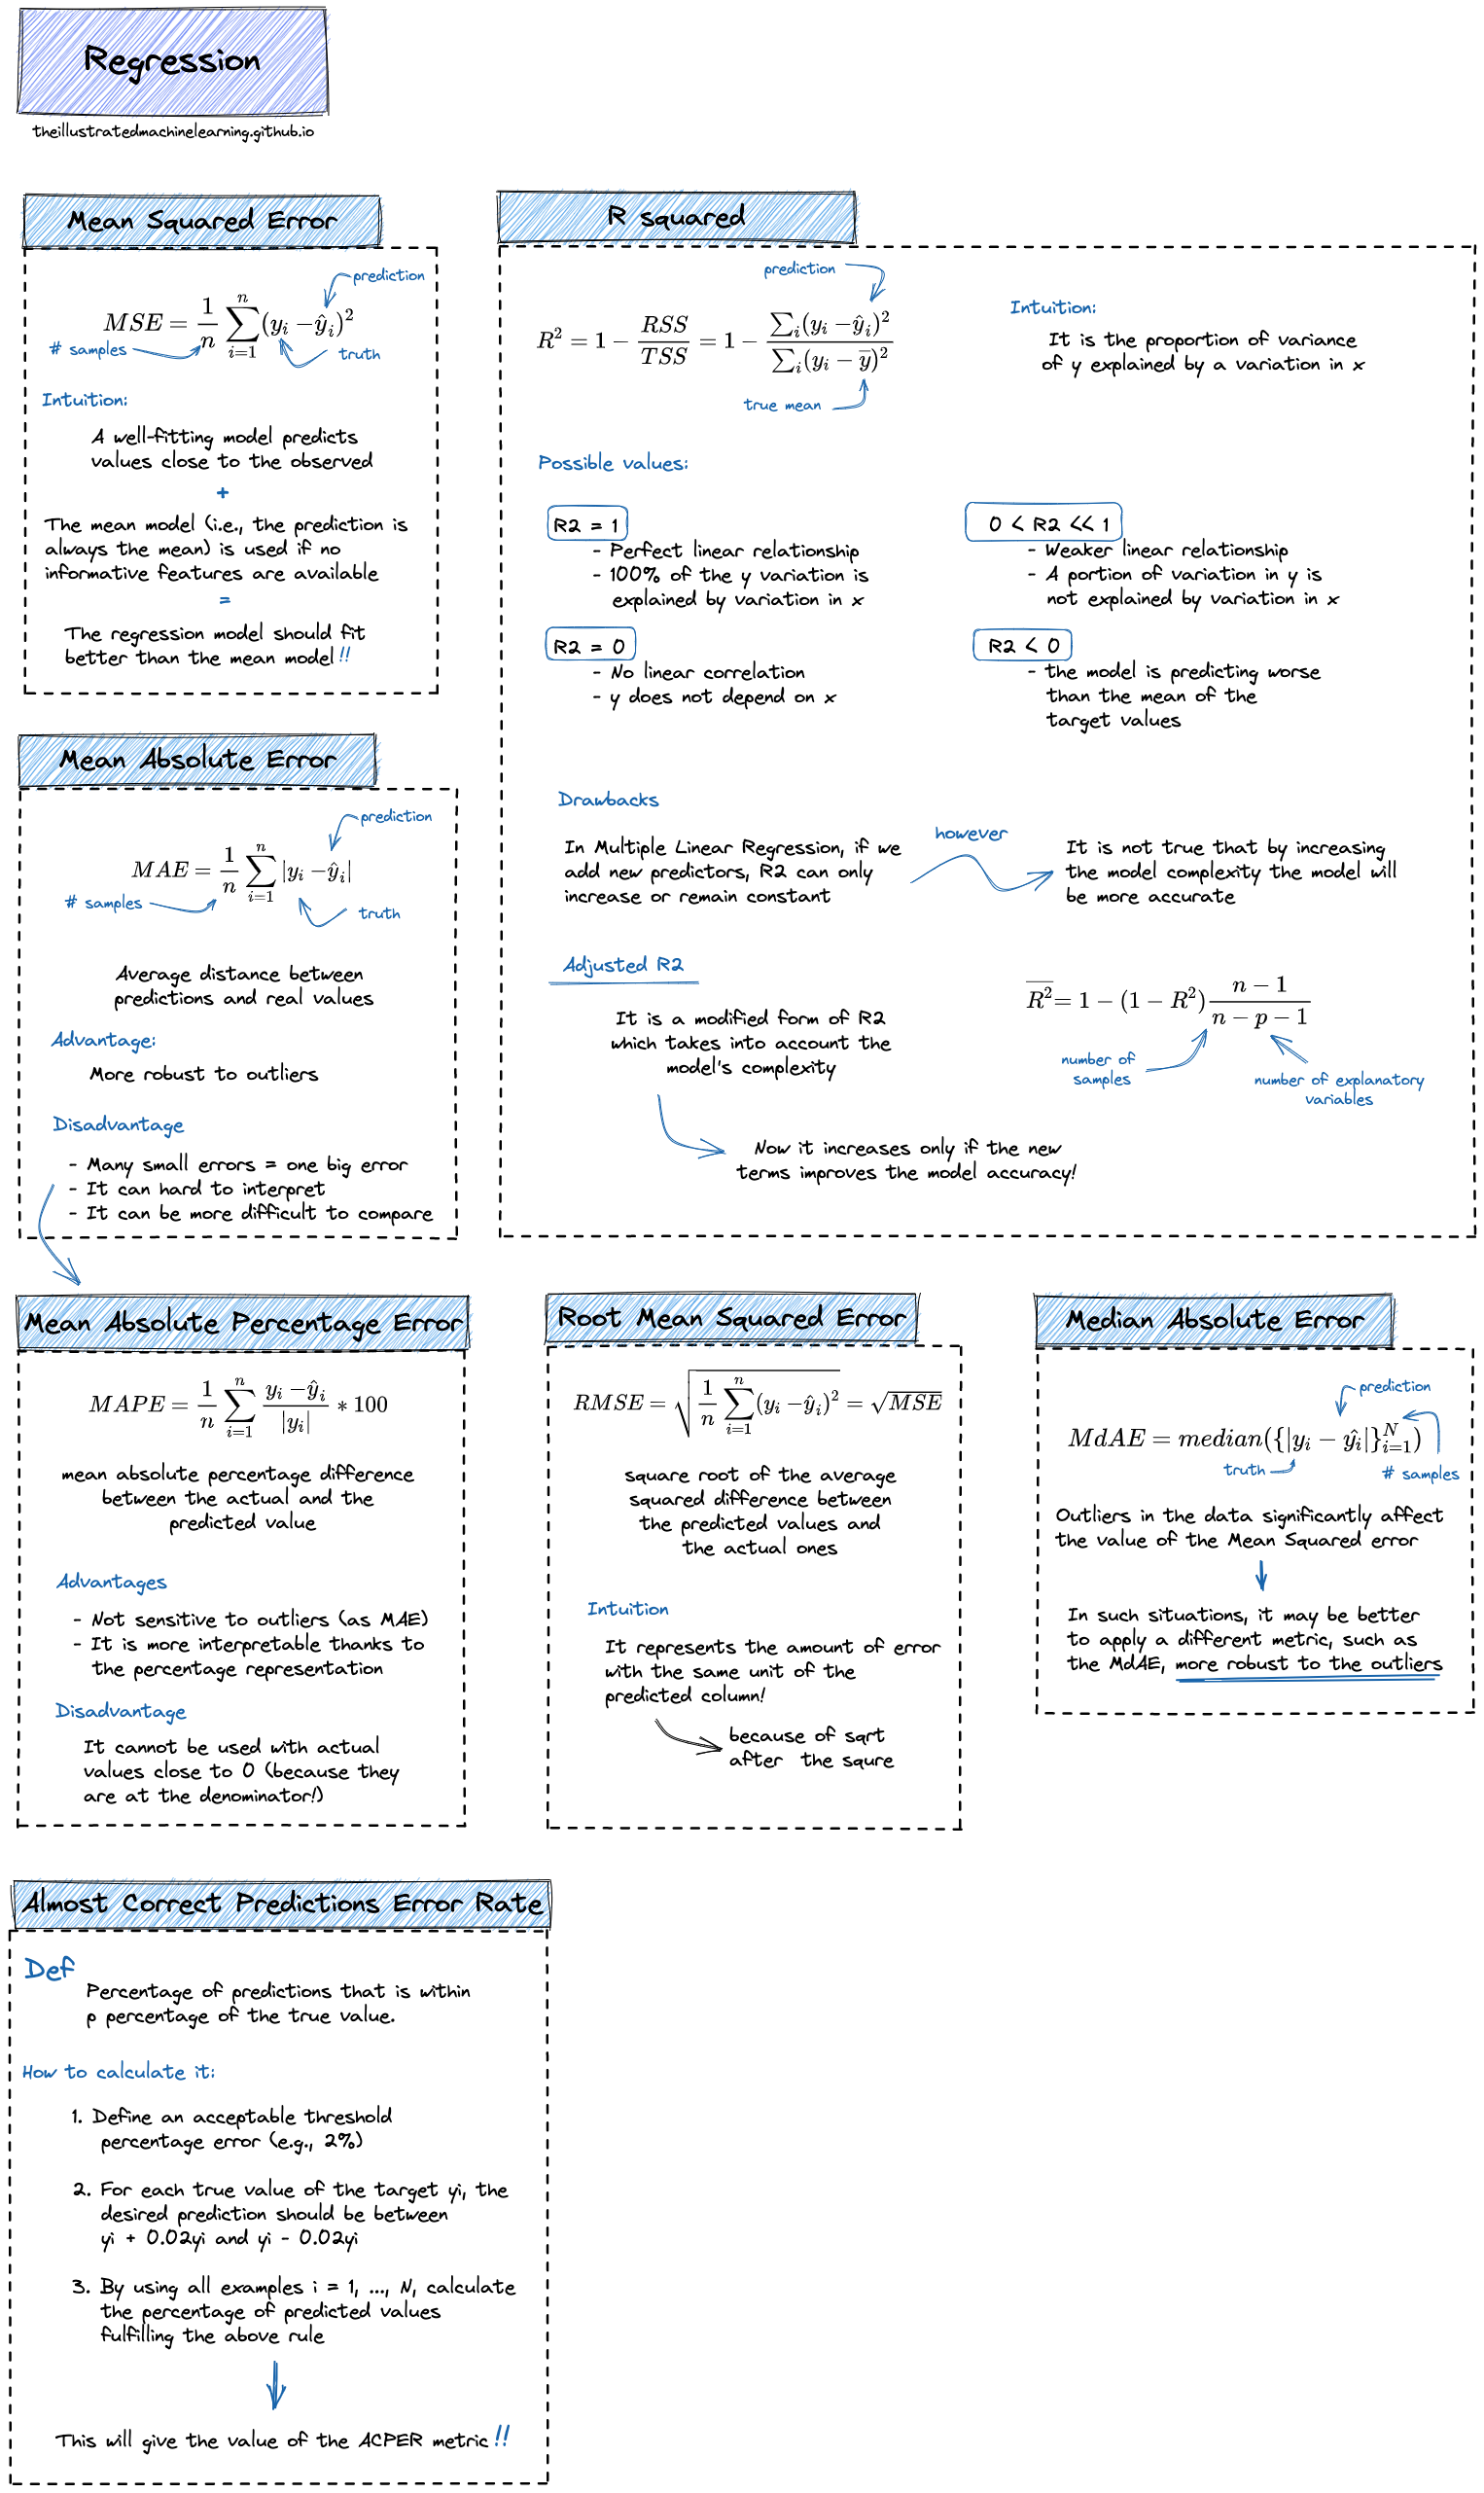 Regression
theillustratedmachinelearning.github.io
Mean Squared Error
prediction
MSE = \frac{1}{n} \sum_{i=1}^{n} (y_i - \hat{y}_i)^2
# samples
truth
Intuition:
A well-fitting model predicts
values close to the observed
+
The mean model (i.e., the prediction is
always the mean) is used if no
informative features are available
=
The regression model should fit
better than the mean model !!
R squared
prediction
R^2 = 1 - \frac{RSS}{TSS} = 1 - \frac{\sum_i (y_i - \hat{y}_i)^2}{\sum_i (y_i - \overline{y})^2}
true mean
Intuition:
It is the proportion of variance
of y explained by a variation in x
Possible values:
R2 = 1
- Perfect linear relationship
- 100% of the y variation is
explained by variation in x
0 < R2 << 1
- Weaker linear relationship
- A portion of variation in y is
not explained by variation in x
R2 = 0
- No linear correlation
- y does not depend on x
R2 < 0
- the model is predicting worse
than the mean of the
target values
Drawbacks
In Multiple Linear Regression, if we
add new predictors, R2 can only
increase or remain constant
however
It is not true that by increasing
the model complexity the model will
be more accurate
Adjusted R2
It is a modified form of R2
which takes into account the
model's complexity
\overline{R^2} = 1 - (1 - R^2) \frac{n - 1}{n - p - 1}
number of
samples
number of explanatory
variables
Now it increases only if the new
terms improves the model accuracy!
Mean Absolute Error
prediction
MAE = \frac{1}{n} \sum_{i=1}^{n} |y_i - \hat{y}_i|
# samples
truth
Average distance between
predictions and real values
Advantage:
More robust to outliers
Disadvantage
- Many small errors = one big error
- It can hard to interpret
- It can be more difficult to compare
Mean Absolute Percentage Error
MAPE = \frac{1}{n} \sum_{i=1}^{n} \frac{y_i - \hat{y}_i}{|y_i|} * 100
mean absolute percentage difference
between the actual and the
predicted value
Advantages
- Not sensitive to outliers (as MAE)
- It is more interpretable thanks to
the percentage representation
Disadvantage
It cannot be used with actual
values close to 0 (because they
are at the denominator!)
Root Mean Squared Error
RMSE = \sqrt{\frac{1}{n} \sum_{i=1}^{n} (y_i - \hat{y}_i)^2} = \sqrt{MSE}
square root of the average
squared difference between
the predicted values and
the actual ones
Intuition
It represents the amount of error
with the same unit of the
predicted column!
because of sqrt
after the squre
Median Absolute Error
prediction
MdAE = median(\{|y_i - \hat{y_i}|\}_{i=1}^{N})
truth
# samples
Outliers in the data significantly affect
the value of the Mean Squared error
In such situations, it may be better
to apply a different metric, such as
the MdAE, more robust to the outliers
Almost Correct Predictions Error Rate
Def
Percentage of predictions that is within
p percentage of the true value.
How to calculate it:
1. Define an acceptable threshold
percentage error (e.g., 2%)
2. For each true value of the target yi, the
desired prediction should be between
yi + 0.02yi and yi - 0.02yi
3. By using all examples i = 1, ..., N, calculate
the percentage of predicted values
fulfilling the above rule
This will give the value of the ACPER metric !!